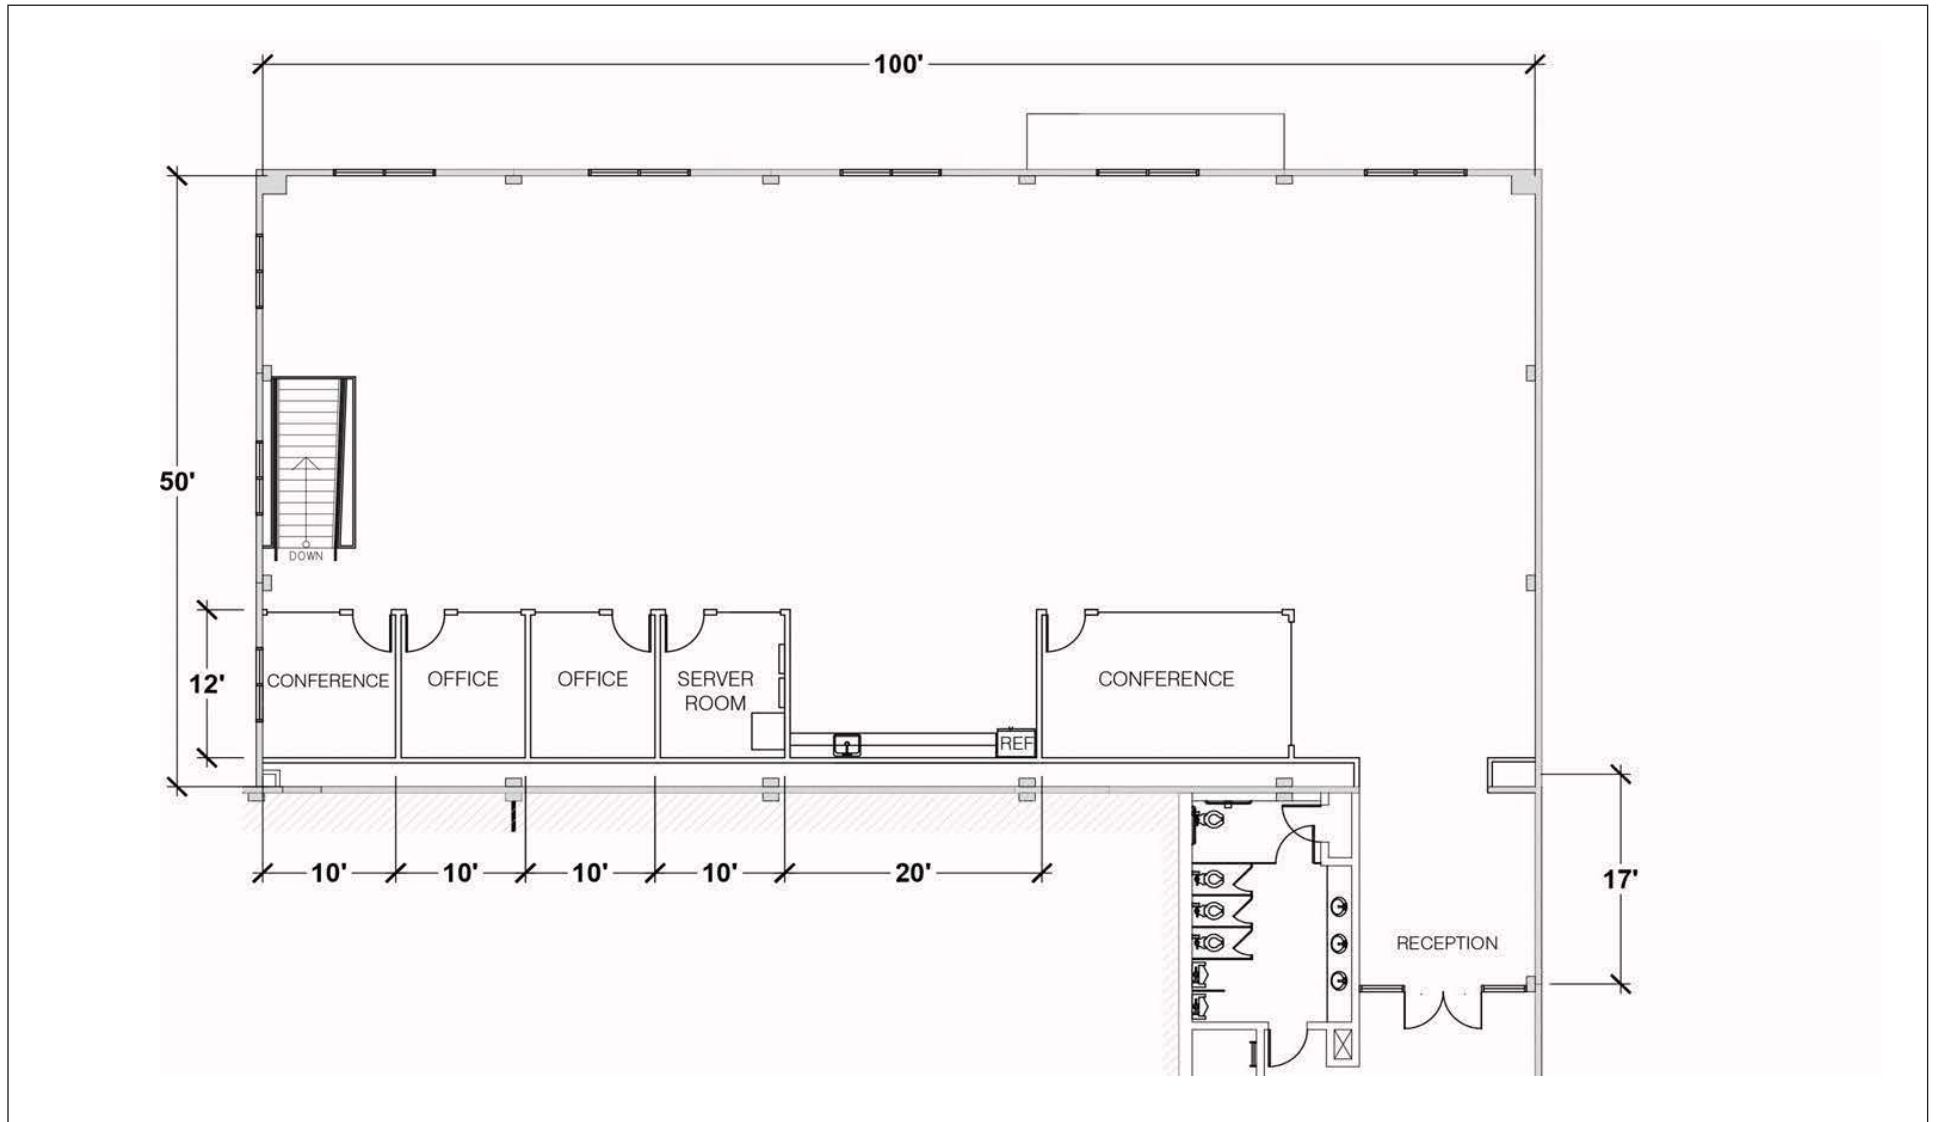 100'
50'
DOWN
12'
CONFERENCE
OFFICE
OFFICE
SERVER
ROOM
REF
CONFERENCE
10'
10'
10'
10'
20'
17'
RECEPTION